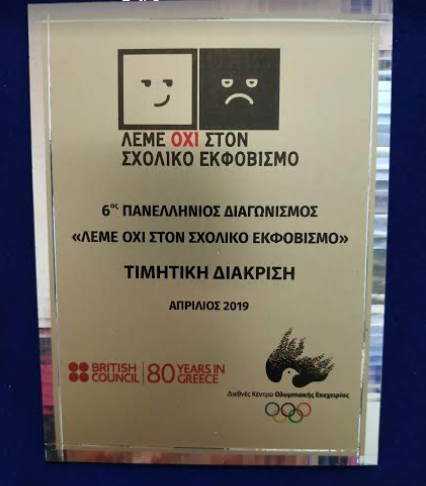 ΛΕΜΕ ΟΧΙ ΣΤΟΝ
ΣΧΟΛΙΚΟ ΕΚΦΟΒΙΣΜΟ
6ος ΠΑΝΕΛΛΗΝΙΟΣ ΔΙΑΓΩΝΙΣΜΟΣ
«ΛΕΜΕ ΟΧΙ ΣΤΟΝ ΣΧΟΛΙΚΟ ΕΚΦΟΒΙΣΜΟ»
ΤΙΜΗΤΙΚΗ ΔΙΑΚΡΙΣΗ
ΑΠΡΙΛΙΟΣ 2019
BRITISH COUNCIL 80 YEARS IN GREECE
Διεθνές Κέντρο Ολυμπιακής Εκεχειρίας